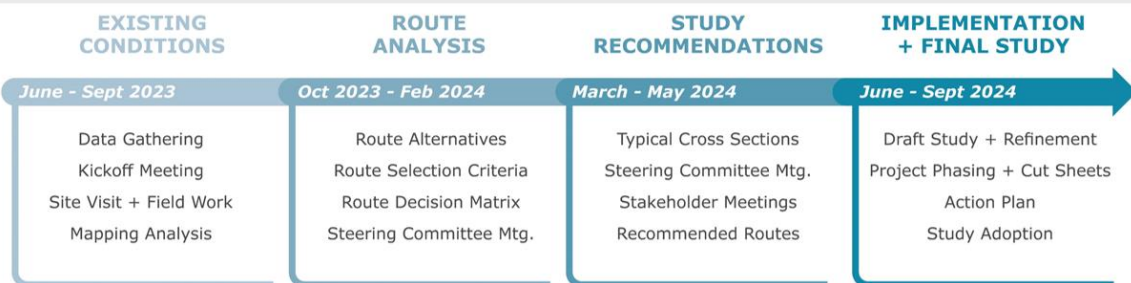 EXISTING
CONDITIONS
June - Sept 2023
Data Gathering
Kickoff Meeting
Site Visit + Field Work
Mapping Analysis
ROUTE
ANALYSIS
Oct 2023 - Feb 2024
Route Alternatives
Route Selection Criteria
Route Decision Matrix
Steering Committee Mtg.
STUDY
RECOMMENDATIONS
March - May 2024
Typical Cross Sections
Steering Committee Mtg.
Stakeholder Meetings
Recommended Routes
IMPLEMENTATION
+ FINAL STUDY
June - Sept 2024
Draft Study + Refinement
Project Phasing + Cut Sheets
Action Plan
Study Adoption